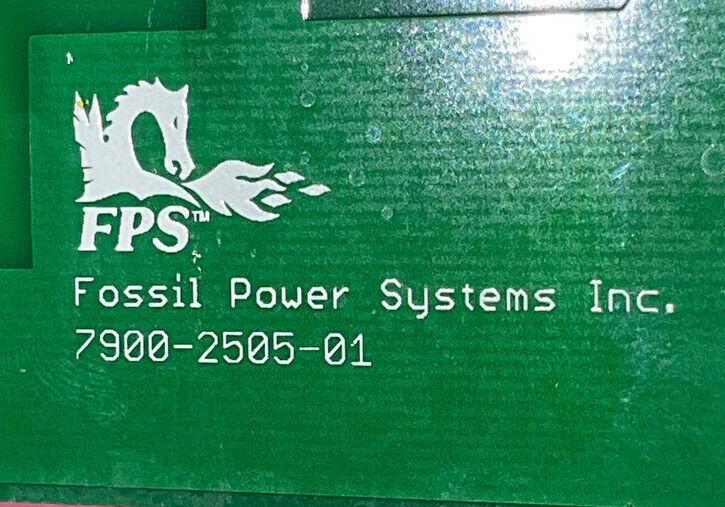 FPS™
Fossil Power Systems Inc.
7900-2505-01